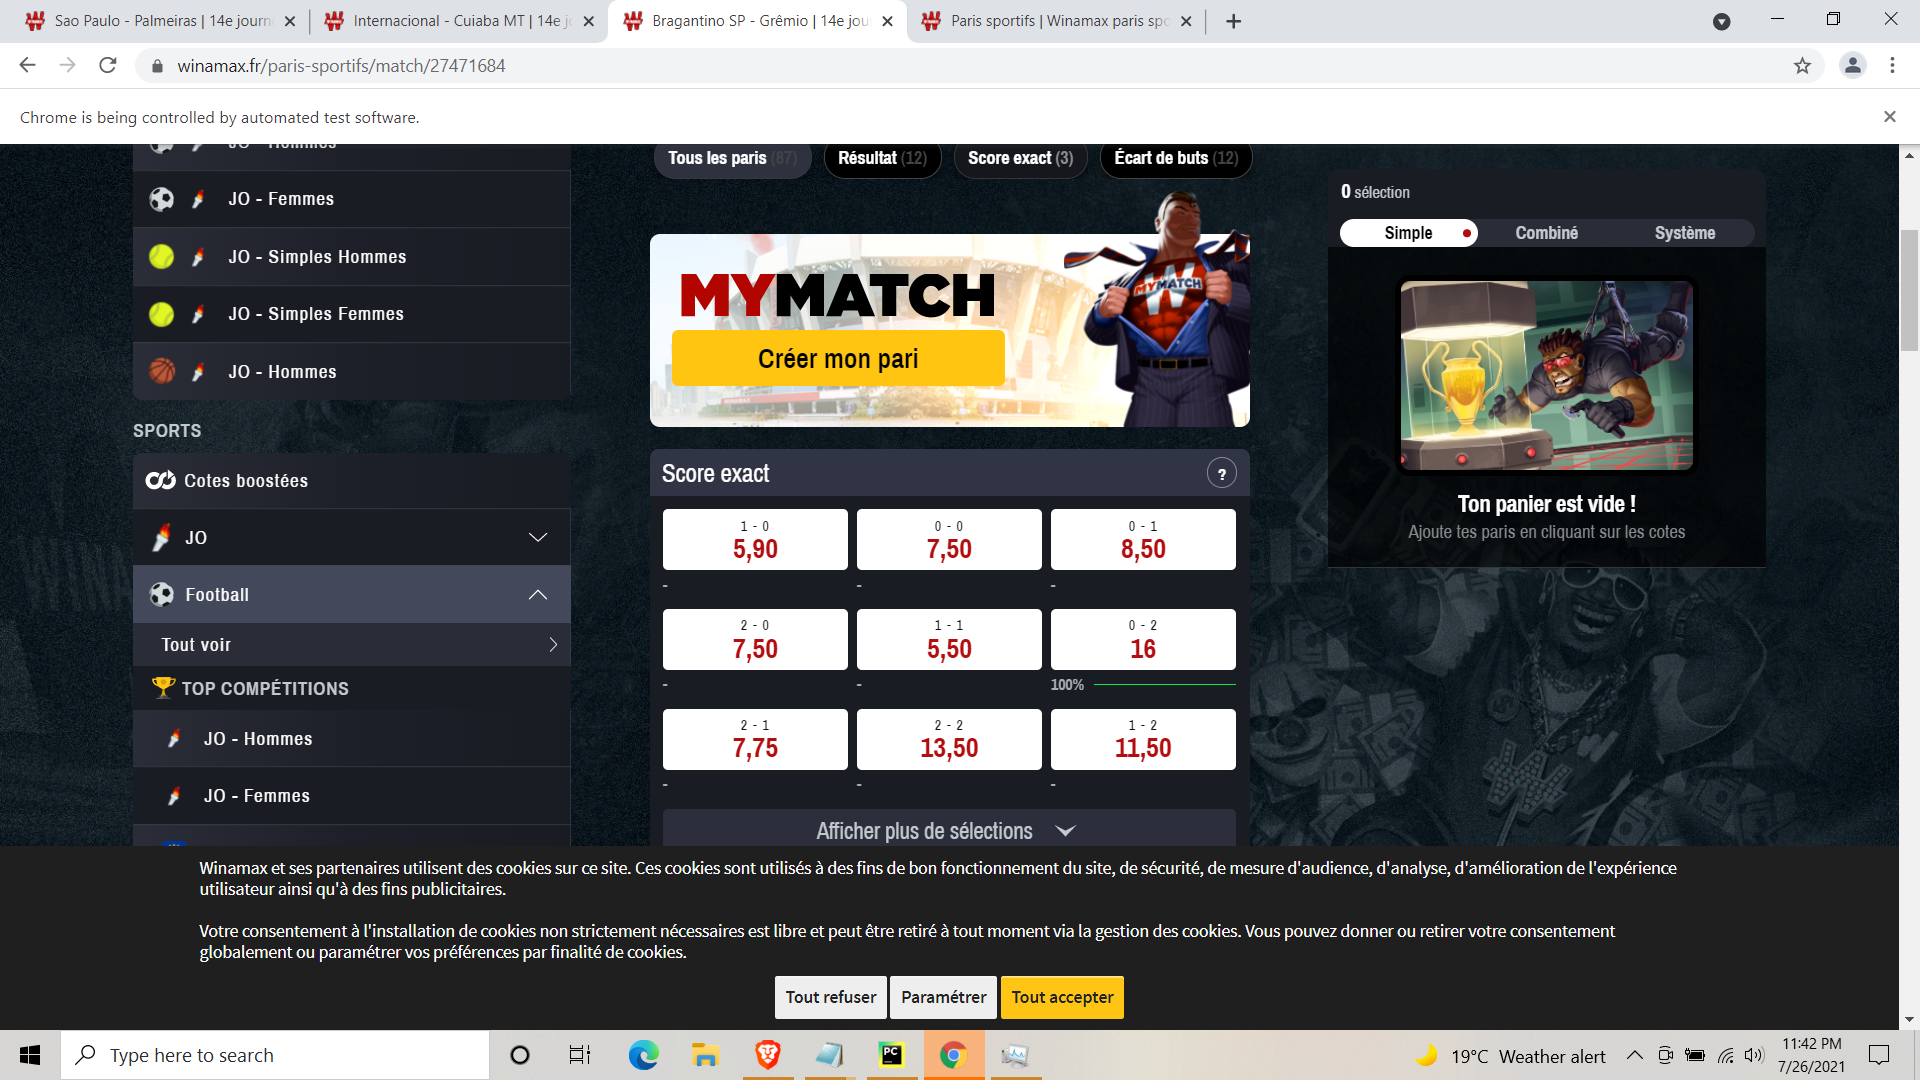 Sao Paulo - Palmeiras | 14e journ
Internacional - Cuiaba MT | 14e j
Bragantino SP - Grêmio | 14e jou
Paris sportifs | Winamax paris spo
winamax.fr/paris-sportifs/match/27471684
Chrome is being controlled by automated test software.
JO - Hommes
JO - Femmes
JO - Simples Hommes
JO - Simples Femmes
JO - Hommes
SPORTS
Cotes boostées
JO
Football
Tout voir
TOP COMPÉTITIONS
JO - Hommes
JO - Femmes
Tous les paris (87)
Résultat (12)
Score exact (3)
Écart de buts (12)
MYMATCH
Créer mon pari
MYMATCH
Score exact
?
1 - 0
5,90
0 - 0
7,50
0 - 1
8,50
-
-
-
2 - 0
7,50
1 - 1
5,50
0 - 2
16
-
-
100%
2 - 1
7,75
2 - 2
13,50
1 - 2
11,50
-
-
-
Afficher plus de sélections
0 sélection
Simple
Combiné
Système
Ton panier est vide !
Ajoute tes paris en cliquant sur les cotes
Winamax et ses partenaires utilisent des cookies sur ce site. Ces cookies sont utilisés à des fins de bon fonctionnement du site, de sécurité, de mesure d'audience, d'analyse, d'amélioration de l'expérience
utilisateur ainsi qu'à des fins publicitaires.
Votre consentement à l'installation de cookies non strictement nécessaires est libre et peut être retiré à tout moment via la gestion des cookies. Vous pouvez donner ou retirer votre consentement
globalement ou paramétrer vos préférences par finalité de cookies.
Tout refuser
Paramétrer
Tout accepter
Type here to search
PC
19°C Weather alert
11:42 PM
7/26/2021